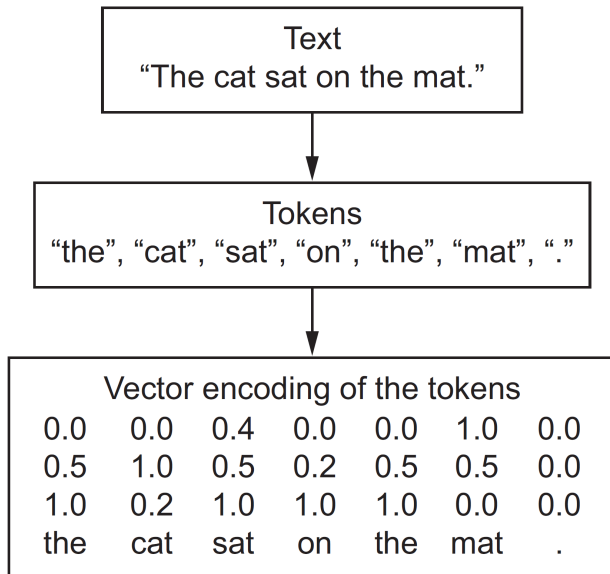 Text
“The cat sat on the mat.”
Tokens
“the”, “cat”, “sat”, “on”, “the”, “mat”, “.”
Vector encoding of the tokens
0.0 0.0 0.4 0.0 0.0 1.0 0.0
0.5 1.0 0.5 0.2 0.5 0.5 0.0
1.0 0.2 1.0 1.0 1.0 0.0 0.0
the cat sat on the mat .